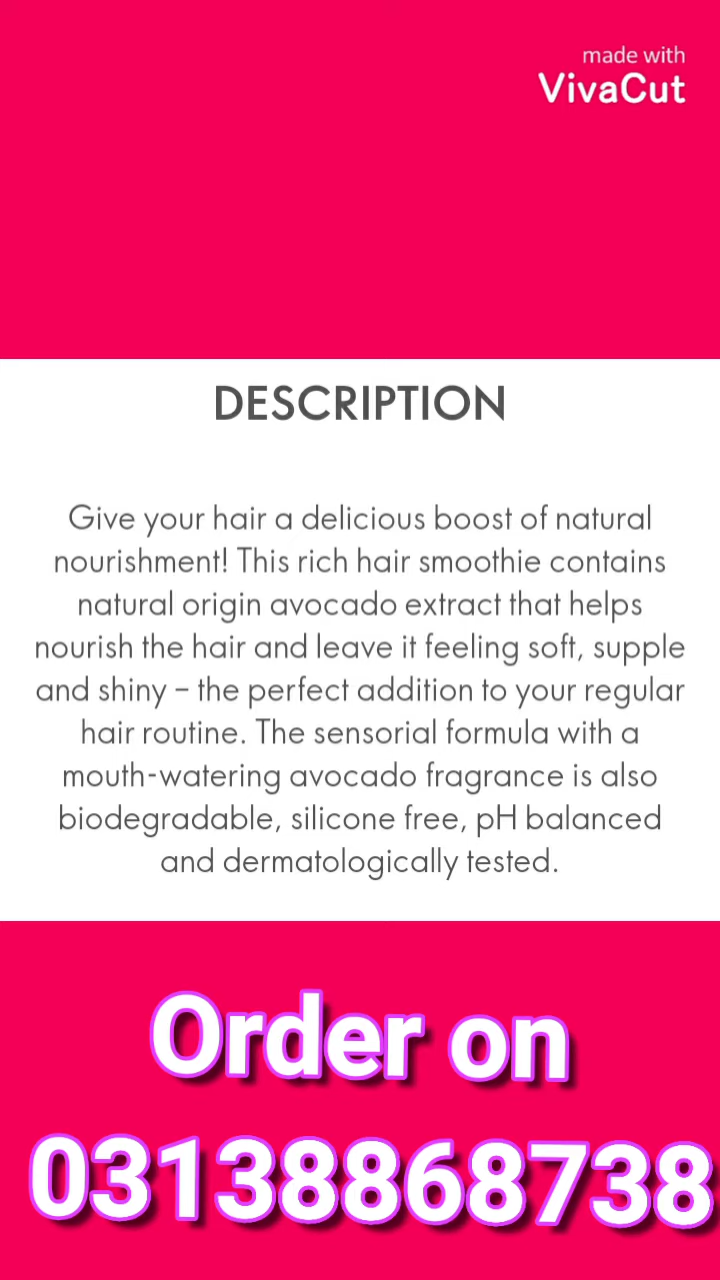 made with
VivaCut
DESCRIPTION
Give your hair a delicious boost of natural
nourishment! This rich hair smoothie contains
natural origin avocado extract that helps
nourish the hair and leave it feeling soft, supple
and shiny – the perfect addition to your regular
hair routine. The sensorial formula with a
mouth-watering avocado fragrance is also
biodegradable, silicone free, pH balanced
and dermatologically tested.
Order on
03138868738